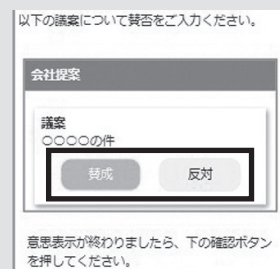 以下の議案について賛否をご入力ください。
会社提案
議案
○○○○の件
賛成
反対
意思表示が終わりましたら、下の確認ボタン
を押してください。